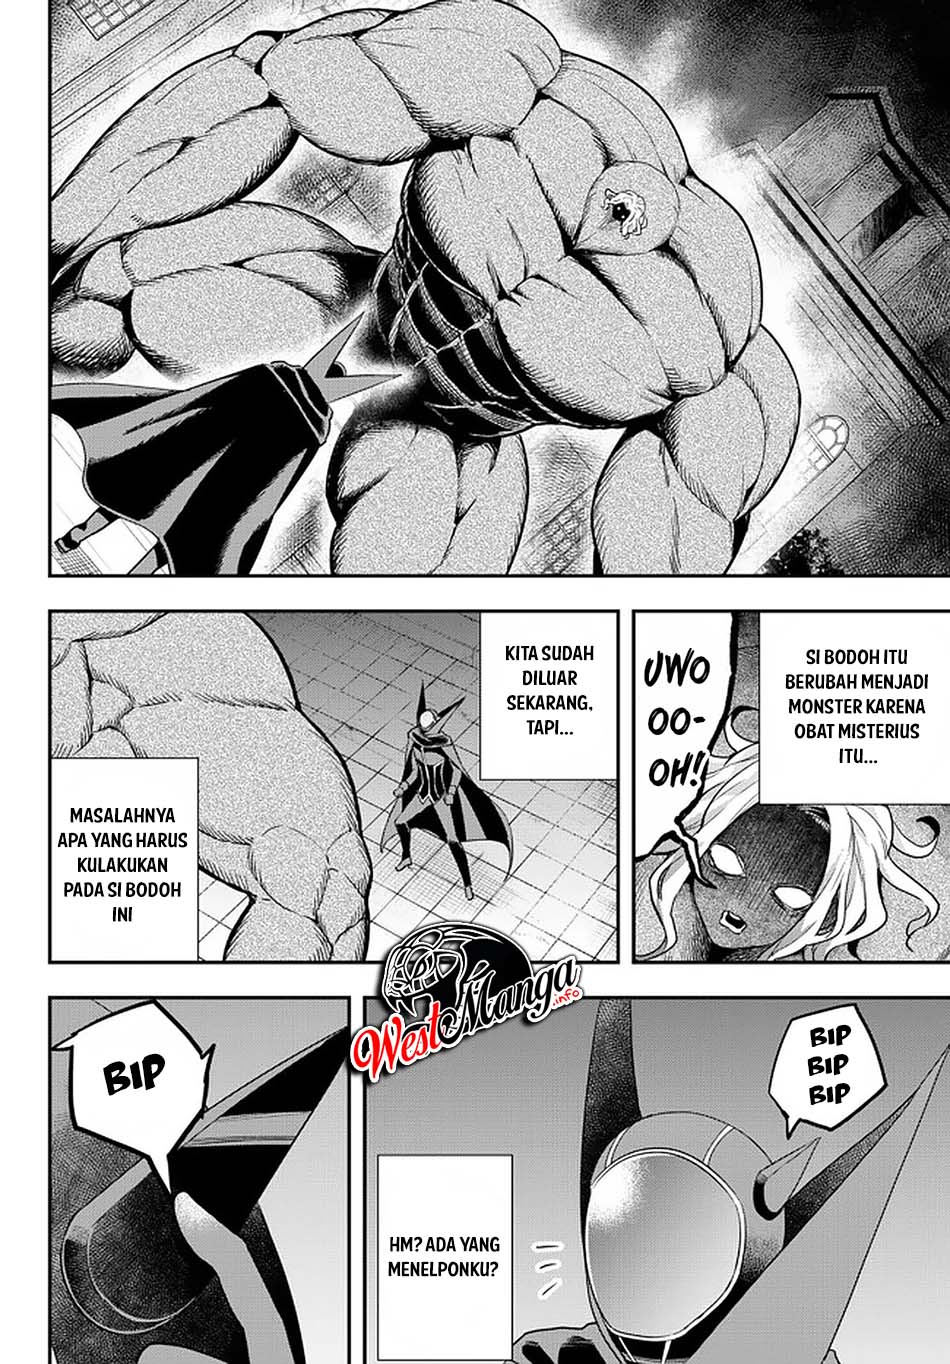 SI BODOH ITU
BERUBAH MENJADI
MONSTER KARENA
OBAT MISTERIUS
ITU...
UWO
OO-
OH!
KITA SUDAH
DILUAR
SEKARANG,
TAPI...
MASALAHNYA
APA YANG HARUS
KULAKUKAN
PADA SI BODOH
INI
WestManga
.info
BIP
BIP
BIP
HM? ADA YANG
MENELPONKU?
BIP